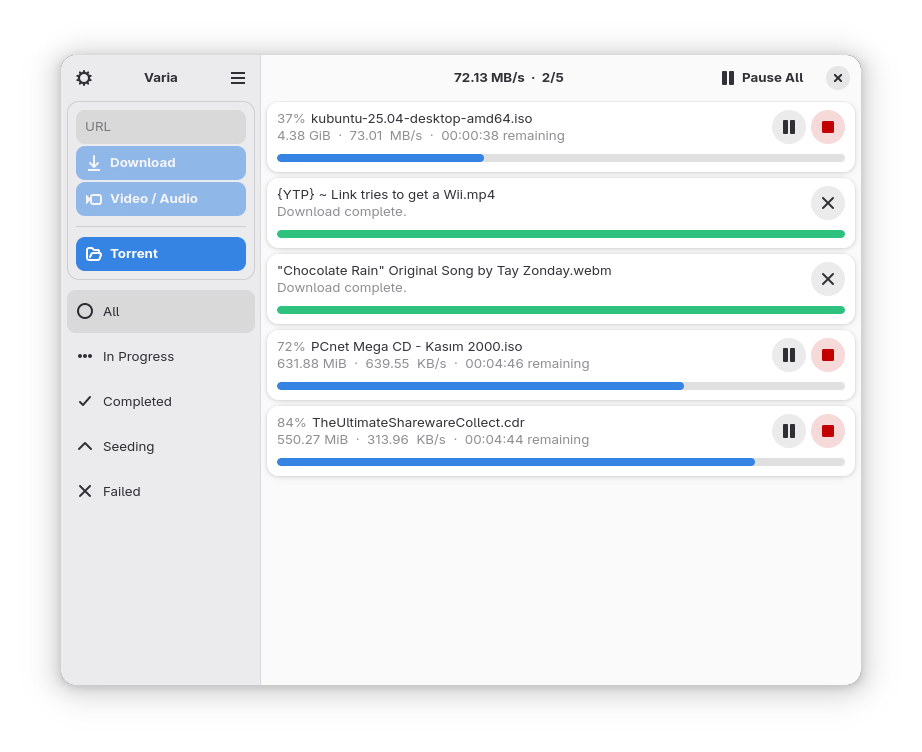 Varia
72.13 MB/s · 2/5
Pause All
URL
Download
Video / Audio
Torrent
All
In Progress
Completed
Seeding
Failed
37% kubuntu-25.04-desktop-amd64.iso
4.38 GiB · 73.01 MB/s · 00:00:38 remaining
{YTP} ~ Link tries to get a Wii.mp4
Download complete.
"Chocolate Rain" Original Song by Tay Zonday.webm
Download complete.
72% PCnet Mega CD - Kasım 2000.iso
631.88 MiB · 639.55 KB/s · 00:04:46 remaining
84% TheUltimateSharewareCollect.cdr
550.27 MiB · 313.96 KB/s · 00:04:44 remaining